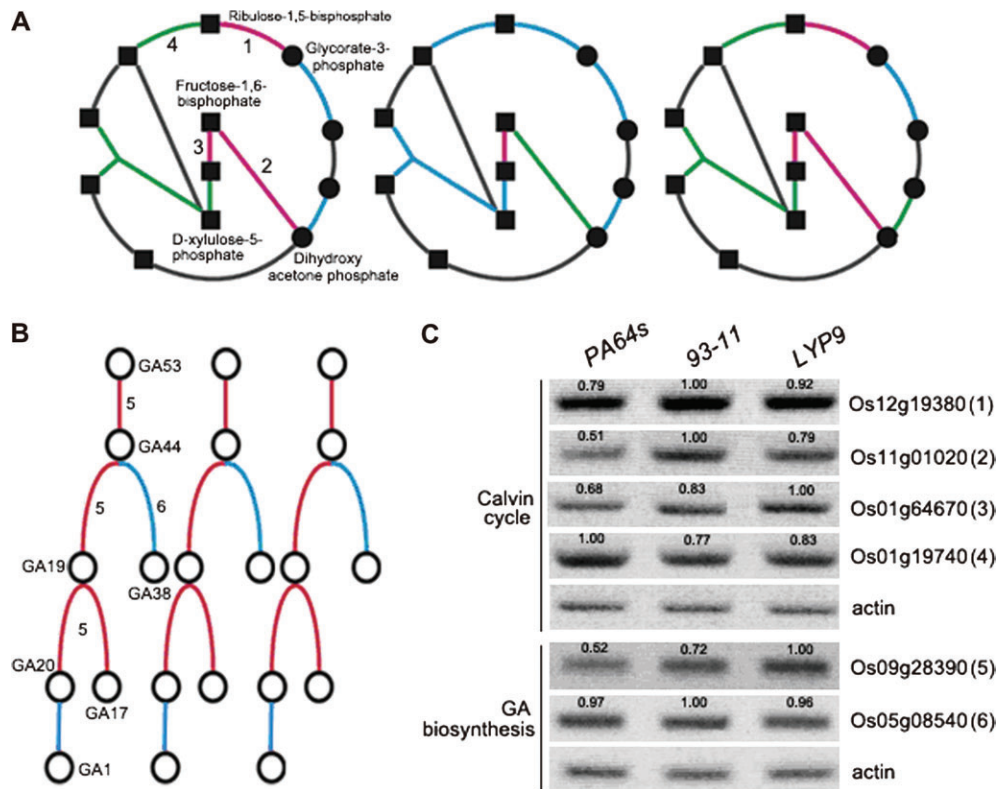 A
Ribulose-1,5-bisphosphate
4
1
Glycorate-3-
phosphate
Fructose-1,6-
bisphophate
3
2
D-xylulose-5-
phosphate
Dihydroxy
acetone phosphate
B
GA53
5
GA44
5
6
GA19
GA38
5
GA20
GA17
GA1
C
PA64s 93-11 LYP9
Calvin
cycle
0.79 1.00 0.92
Os12g19380 (1)
0.51 1.00 0.79
Os11g01020 (2)
0.68 0.83 1.00
Os01g64670 (3)
1.00 0.77 0.83
Os01g19740 (4)
actin
GA
biosynthesis
0.52 0.72 1.00
Os09g28390 (5)
0.97 1.00 0.96
Os05g08540 (6)
actin